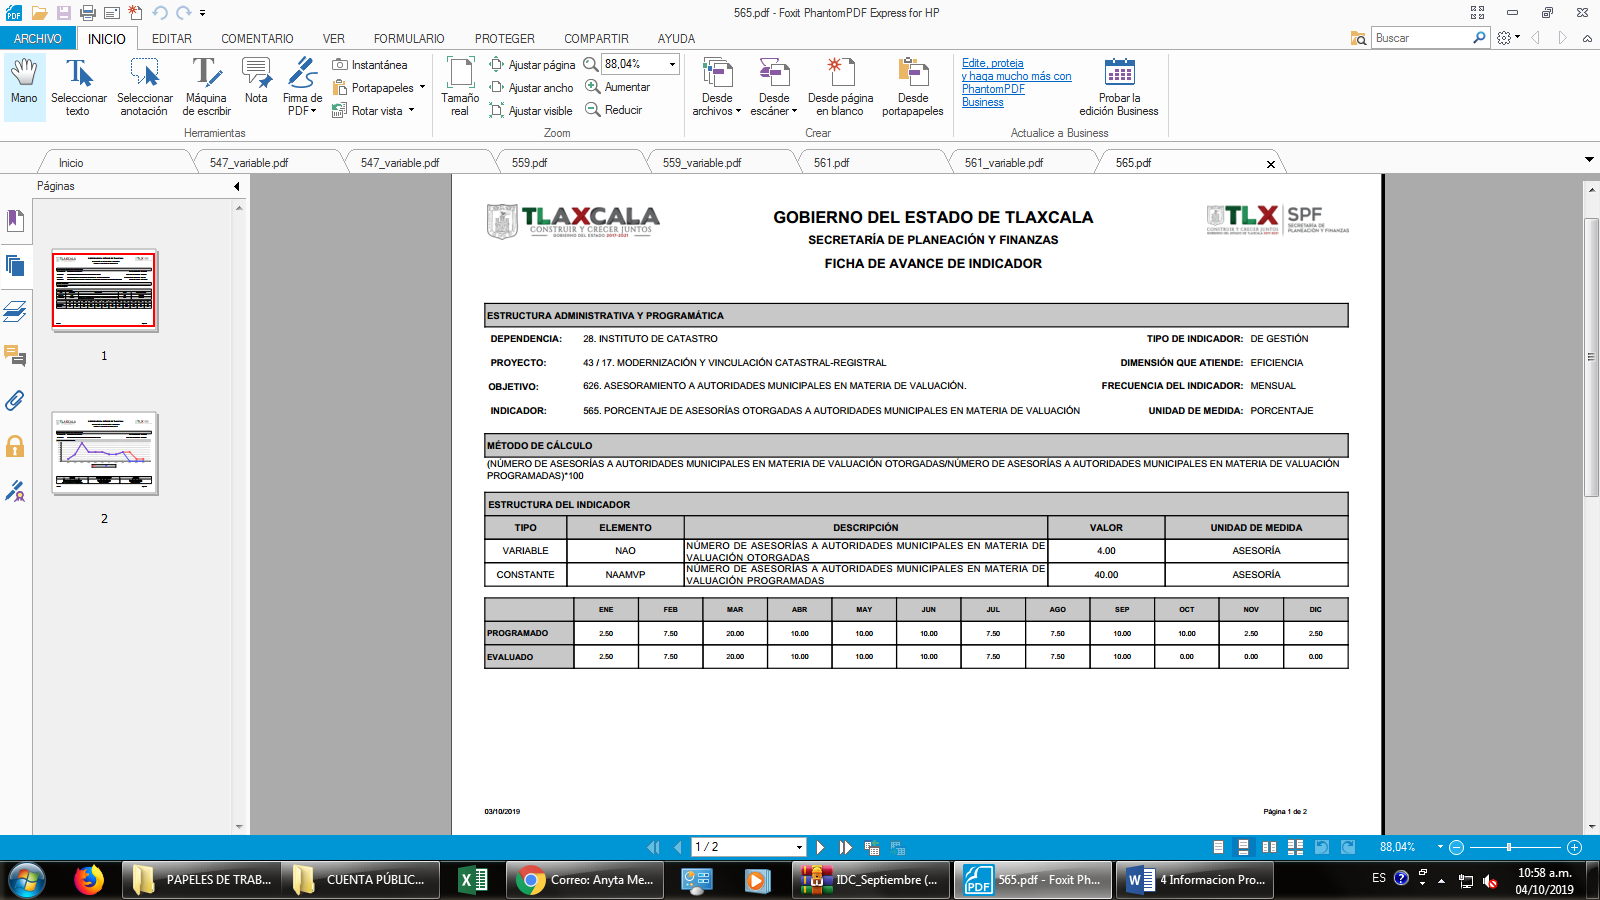 565.pdf - Foxit PhantomPDF Express for HP
ARCHIVO INICIO EDITAR COMENTARIO VER FORMULARIO PROTEGER COMPARTIR AYUDA
Buscar
Mano
Seleccionar texto
Seleccionar anotación
Máquina de escribir
Nota
Firma de PDF
Instantánea
Portapapeles
Rotar vista
Herramientas
Tamaño real
Ajustar página
Ajustar ancho
Ajustar visible
88,04%
Aumentar
Reducir
Zoom
Desde archivos
Desde escáner
Desde página en blanco
Desde portapapeles
Crear
Edite, proteja
y haga mucho más con
PhantomPDF
Business
Probar la edición Business
Actualice a Business
Inicio 547_variable.pdf 547_variable.pdf 559.pdf 559_variable.pdf 561.pdf 561_variable.pdf 565.pdf
Páginas
1
2
TLAXCALA
CONSTRUIR Y CRECER JUNTOS
GOBIERNO DEL ESTADO 2017-2021
GOBIERNO DEL ESTADO DE TLAXCALA
SECRETARÍA DE PLANEACIÓN Y FINANZAS
FICHA DE AVANCE DE INDICADOR
TLX
CONSTRUIR Y CRECER JUNTOS
SPF
SECRETARÍA DE
PLANEACIÓN Y FINANZAS
ESTRUCTURA ADMINISTRATIVA Y PROGRAMÁTICA
DEPENDENCIA: 28. INSTITUTO DE CATASTRO TIPO DE INDICADOR: DE GESTIÓN
PROYECTO: 43 / 17. MODERNIZACIÓN Y VINCULACIÓN CATASTRAL-REGISTRAL DIMENSIÓN QUE ATIENDE: EFICIENCIA
OBJETIVO: 626. ASESORAMIENTO A AUTORIDADES MUNICIPALES EN MATERIA DE VALUACIÓN. FRECUENCIA DEL INDICADOR: MENSUAL
INDICADOR: 565. PORCENTAJE DE ASESORÍAS OTORGADAS A AUTORIDADES MUNICIPALES EN MATERIA DE VALUACIÓN UNIDAD DE MEDIDA: PORCENTAJE
MÉTODO DE CÁLCULO
(NÚMERO DE ASESORÍAS A AUTORIDADES MUNICIPALES EN MATERIA DE VALUACIÓN OTORGADAS/NÚMERO DE ASESORÍAS A AUTORIDADES MUNICIPALES EN MATERIA DE VALUACIÓN
PROGRAMADAS)*100
ESTRUCTURA DEL INDICADOR
TIPO ELEMENTO DESCRIPCIÓN VALOR UNIDAD DE MEDIDA
VARIABLE NAO NÚMERO DE ASESORÍAS A AUTORIDADES MUNICIPALES EN MATERIA DE VALUACIÓN OTORGADAS 4.00 ASESORÍA
CONSTANTE NAAMVP NÚMERO DE ASESORÍAS A AUTORIDADES MUNICIPALES EN MATERIA DE VALUACIÓN PROGRAMADAS 40.00 ASESORÍA
ENE FEB MAR ABR MAY JUN JUL AGO SEP OCT NOV DIC
PROGRAMADO 2.50 7.50 20.00 10.00 10.00 10.00 7.50 7.50 10.00 10.00 2.50 2.50
EVALUADO 2.50 7.50 20.00 10.00 10.00 10.00 7.50 7.50 10.00 0.00 0.00 0.00
03/10/2019 Página 1 de 2
1 / 2
88,04%
PAPELES DE TRAB... CUENTA PÚBLIC... Correo: Anyta Me... IDC_Septiembre (... 565.pdf - Foxit Ph... 4 Informacion Pro...
ES
10:58 a.m.
04/10/2019